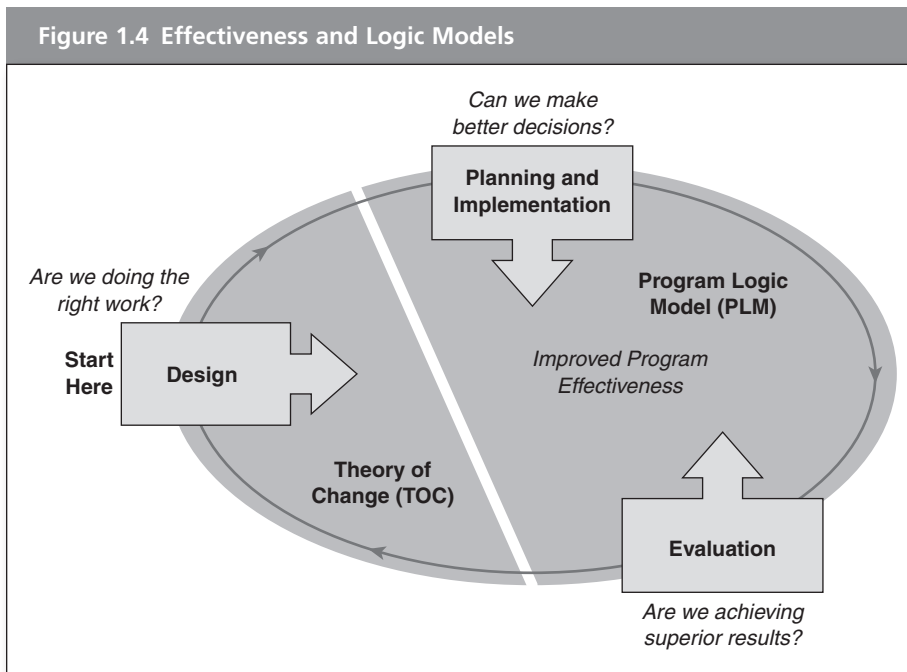 Figure 1.4 Effectiveness and Logic Models
Can we make
better decisions?
Planning and
Implementation
Are we doing the
right work?
Program Logic
Model (PLM)
Start
Here
Design
Improved Program
Effectiveness
Theory of
Change (TOC)
Evaluation
Are we achieving
superior results?